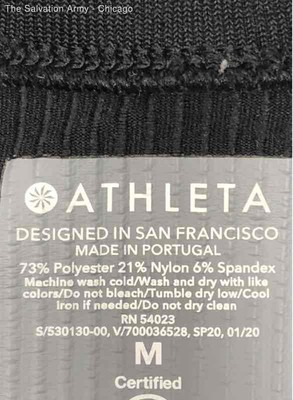 The Salvation Army - Chicago
ATHLETA
DESIGNED IN SAN FRANCISCO
MADE IN PORTUGAL
73% Polyester 21% Nylon 6% Spandex
Machine wash cold/Wash and dry with like
colors/Do not bleach/Tumble dry low/Cool
iron if needed/Do not dry clean
RN 54023
S/530130-00, V/700036528, SP20, 01/20
M
Certified